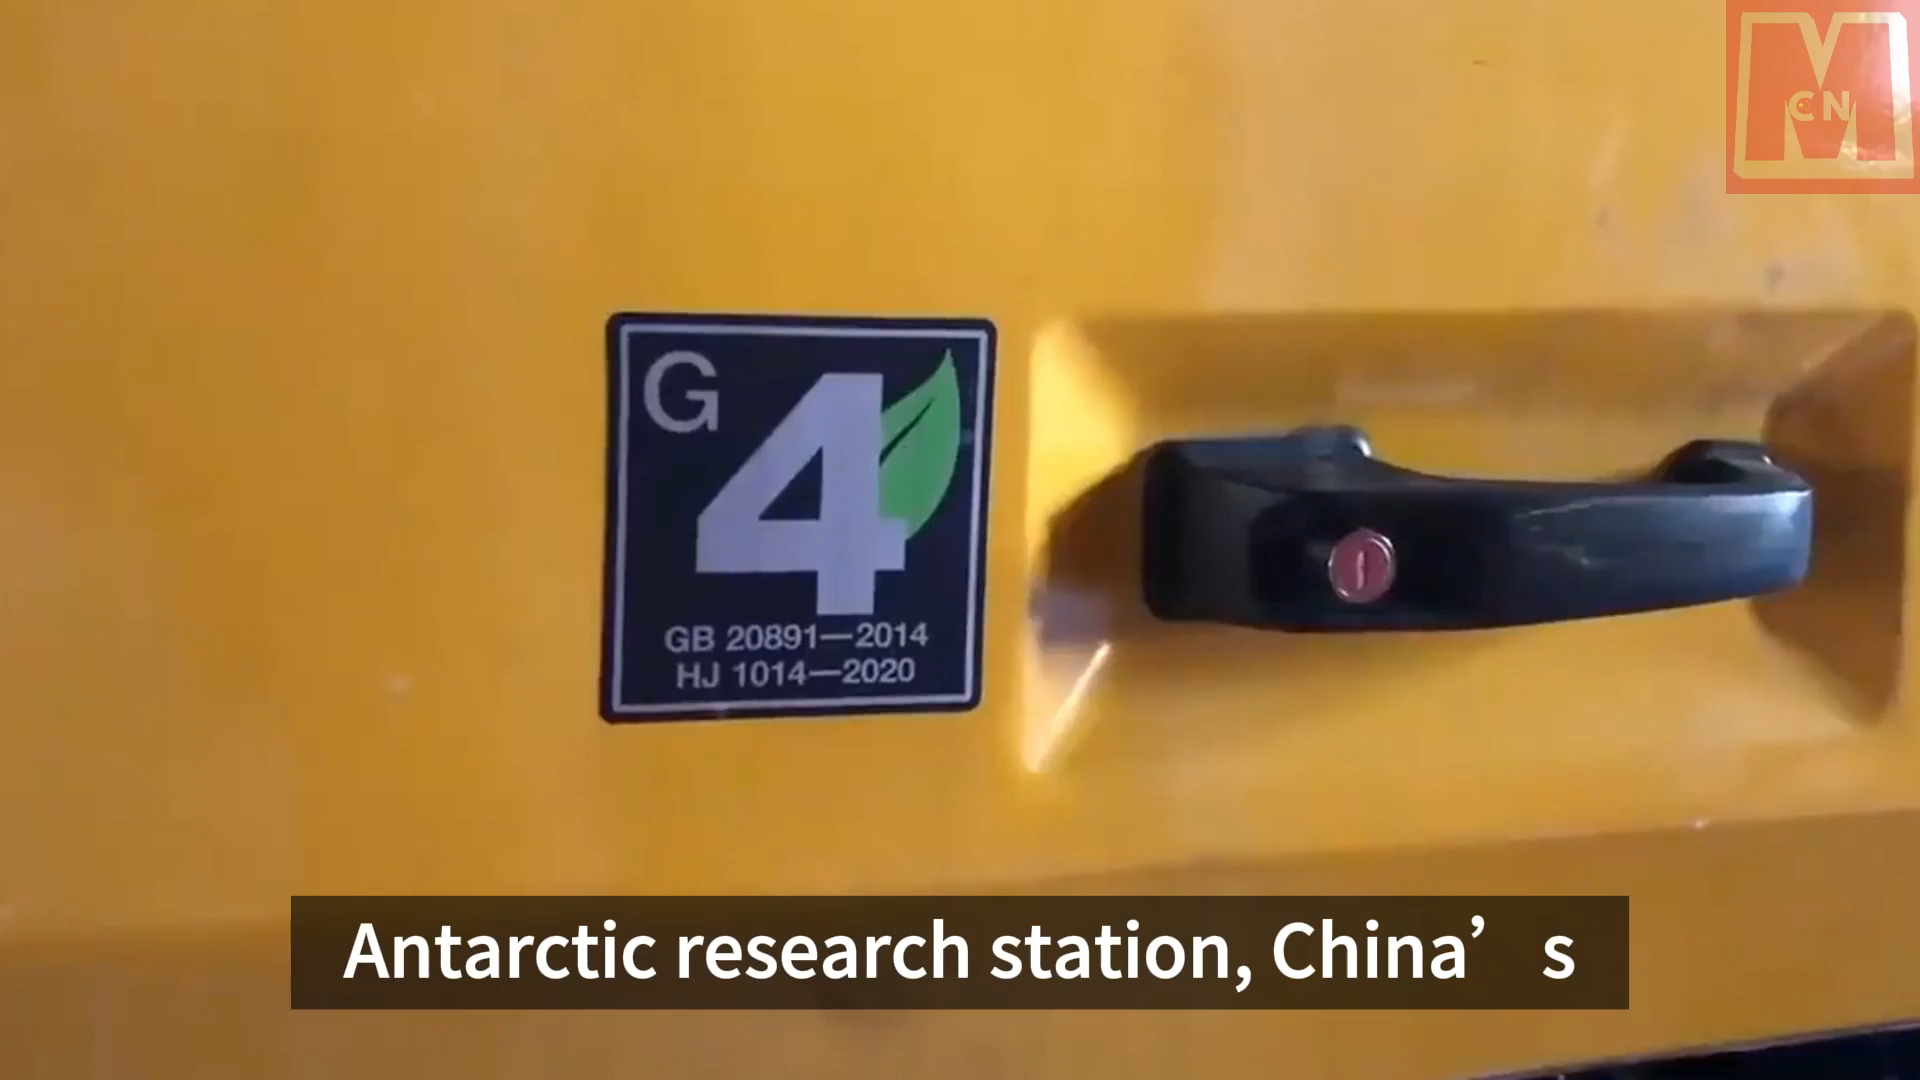 M
CN
G
4
GB 20891—2014
HJ 1014—2020
Antarctic research station, China’s